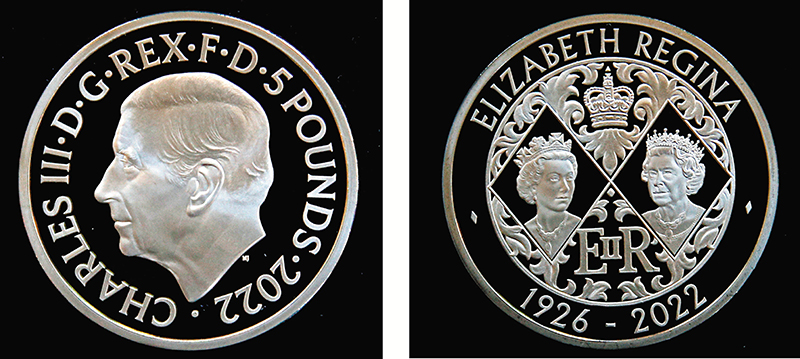 CHARLES III·D·G·REX·F·D·5 POUNDS·2022·
ELIZABETH REGINA
EIIR
1926 - 2022